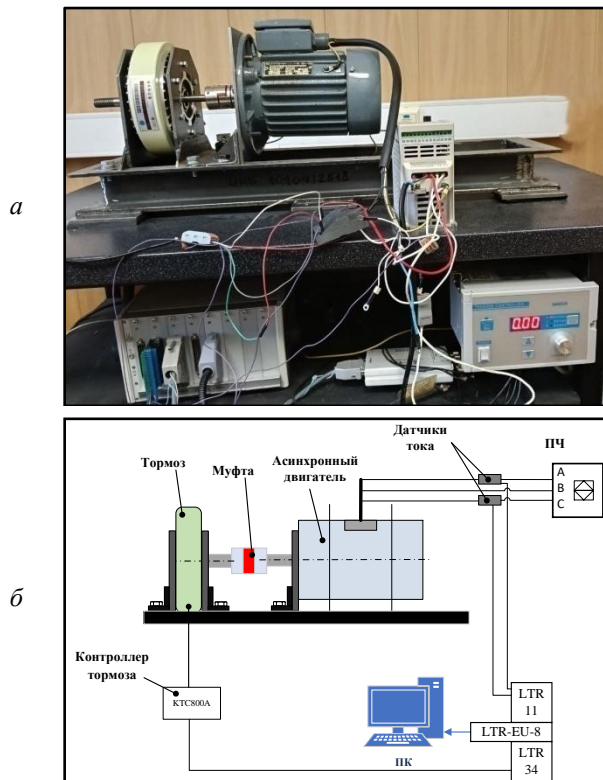 а
0.00
б
Датчики
тока
ПЧ
Тормоз
Муфта
Асинхронный
двигатель
A
B
C
Контроллер
тормоза
KTC800A
ПК
LTR
11
LTR-EU-8
LTR
34